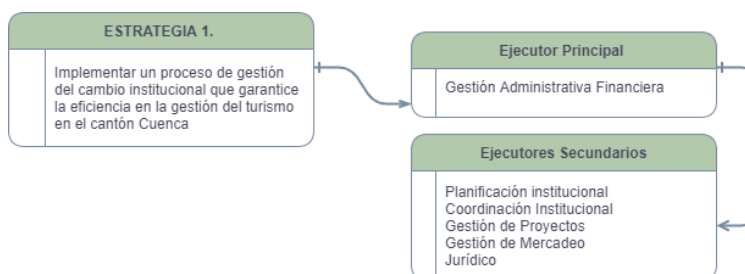 ESTRATEGIA 1.
Implementar un proceso de gestión
del cambio institucional que garantice
la eficiencia en la gestión del turismo
en el cantón Cuenca
Ejecutor Principal
Gestión Administrativa Financiera
Ejecutores Secundarios
Planificación institucional
Coordinación Institucional
Gestión de Proyectos
Gestión de Mercadeo
Jurídico